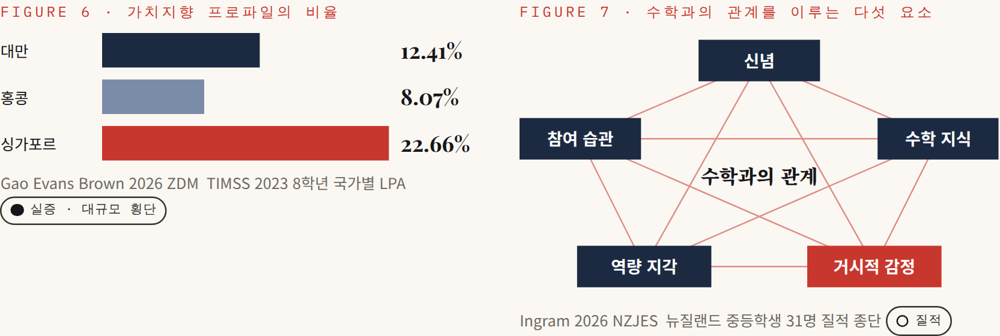 FIGURE 6 · 가치지향 프로파일의 비율
대만 12.41%
홍콩 8.07%
싱가포르 22.66%
Gao Evans Brown 2026 ZDM TIMSS 2023 8학년 국가별 LPA
실증 · 대규모 횡단
FIGURE 7 · 수학과의 관계를 이루는 다섯 요소
신념
참여 습관
수학 지식
수학과의 관계
역량 지각
거시적 감정
Ingram 2026 NZJES 뉴질랜드 중등학생 31명 질적 종단
질적